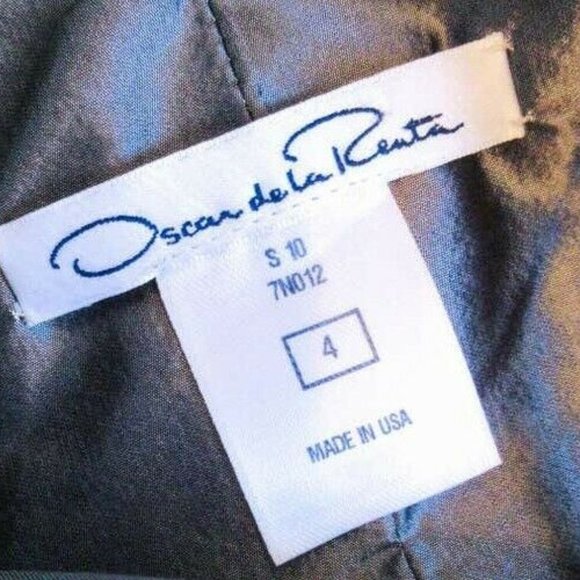 Oscar de la Renta
S 10
7N012
4
MADE IN USA